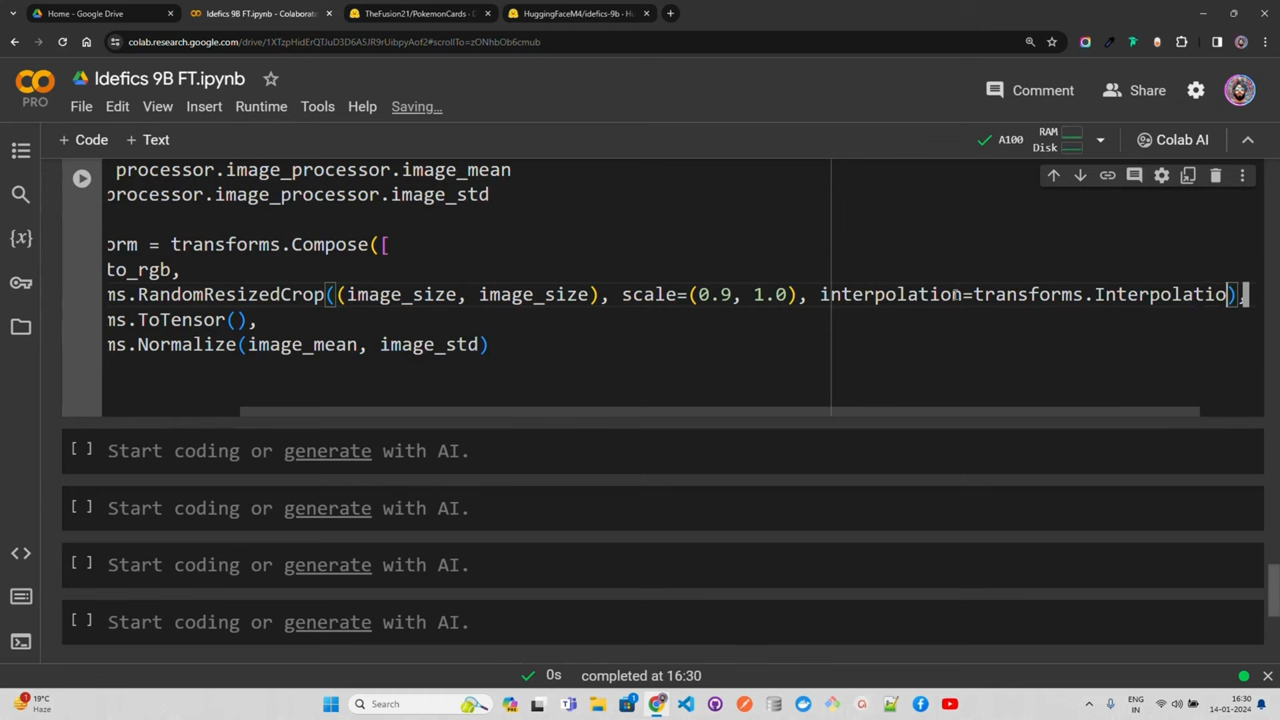 Home - Google Drive
Idefics 9B FT.ipynb - Colaborate
TheFusion21/PokemonCards · D
HuggingFaceM4/idefics-9b · Hu
colab.research.google.com/drive/1XTzpHidErQTJuD3D6ASJR9rUibpyAof2#scrollTo=zONhbOb6cmub
PRO
Idefics 9B FT.ipynb
File Edit View Insert Runtime Tools Help Saving...
Comment
Share
+ Code + Text
A100
RAM
Disk
Colab AI
processor.image_processor.image_mean
processor.image_processor.image_std
orm = transforms.Compose([
to_rgb,
ms.RandomResizedCrop((image_size, image_size), scale=(0.9, 1.0), interpolation=transforms.Interpolatio),
ms.ToTensor(),
ms.Normalize(image_mean, image_std)
[ ] Start coding or generate with AI.
[ ] Start coding or generate with AI.
[ ] Start coding or generate with AI.
[ ] Start coding or generate with AI.
0s completed at 16:30
19°C
Haze
Search
ENG
IN
16:30
14-01-2024